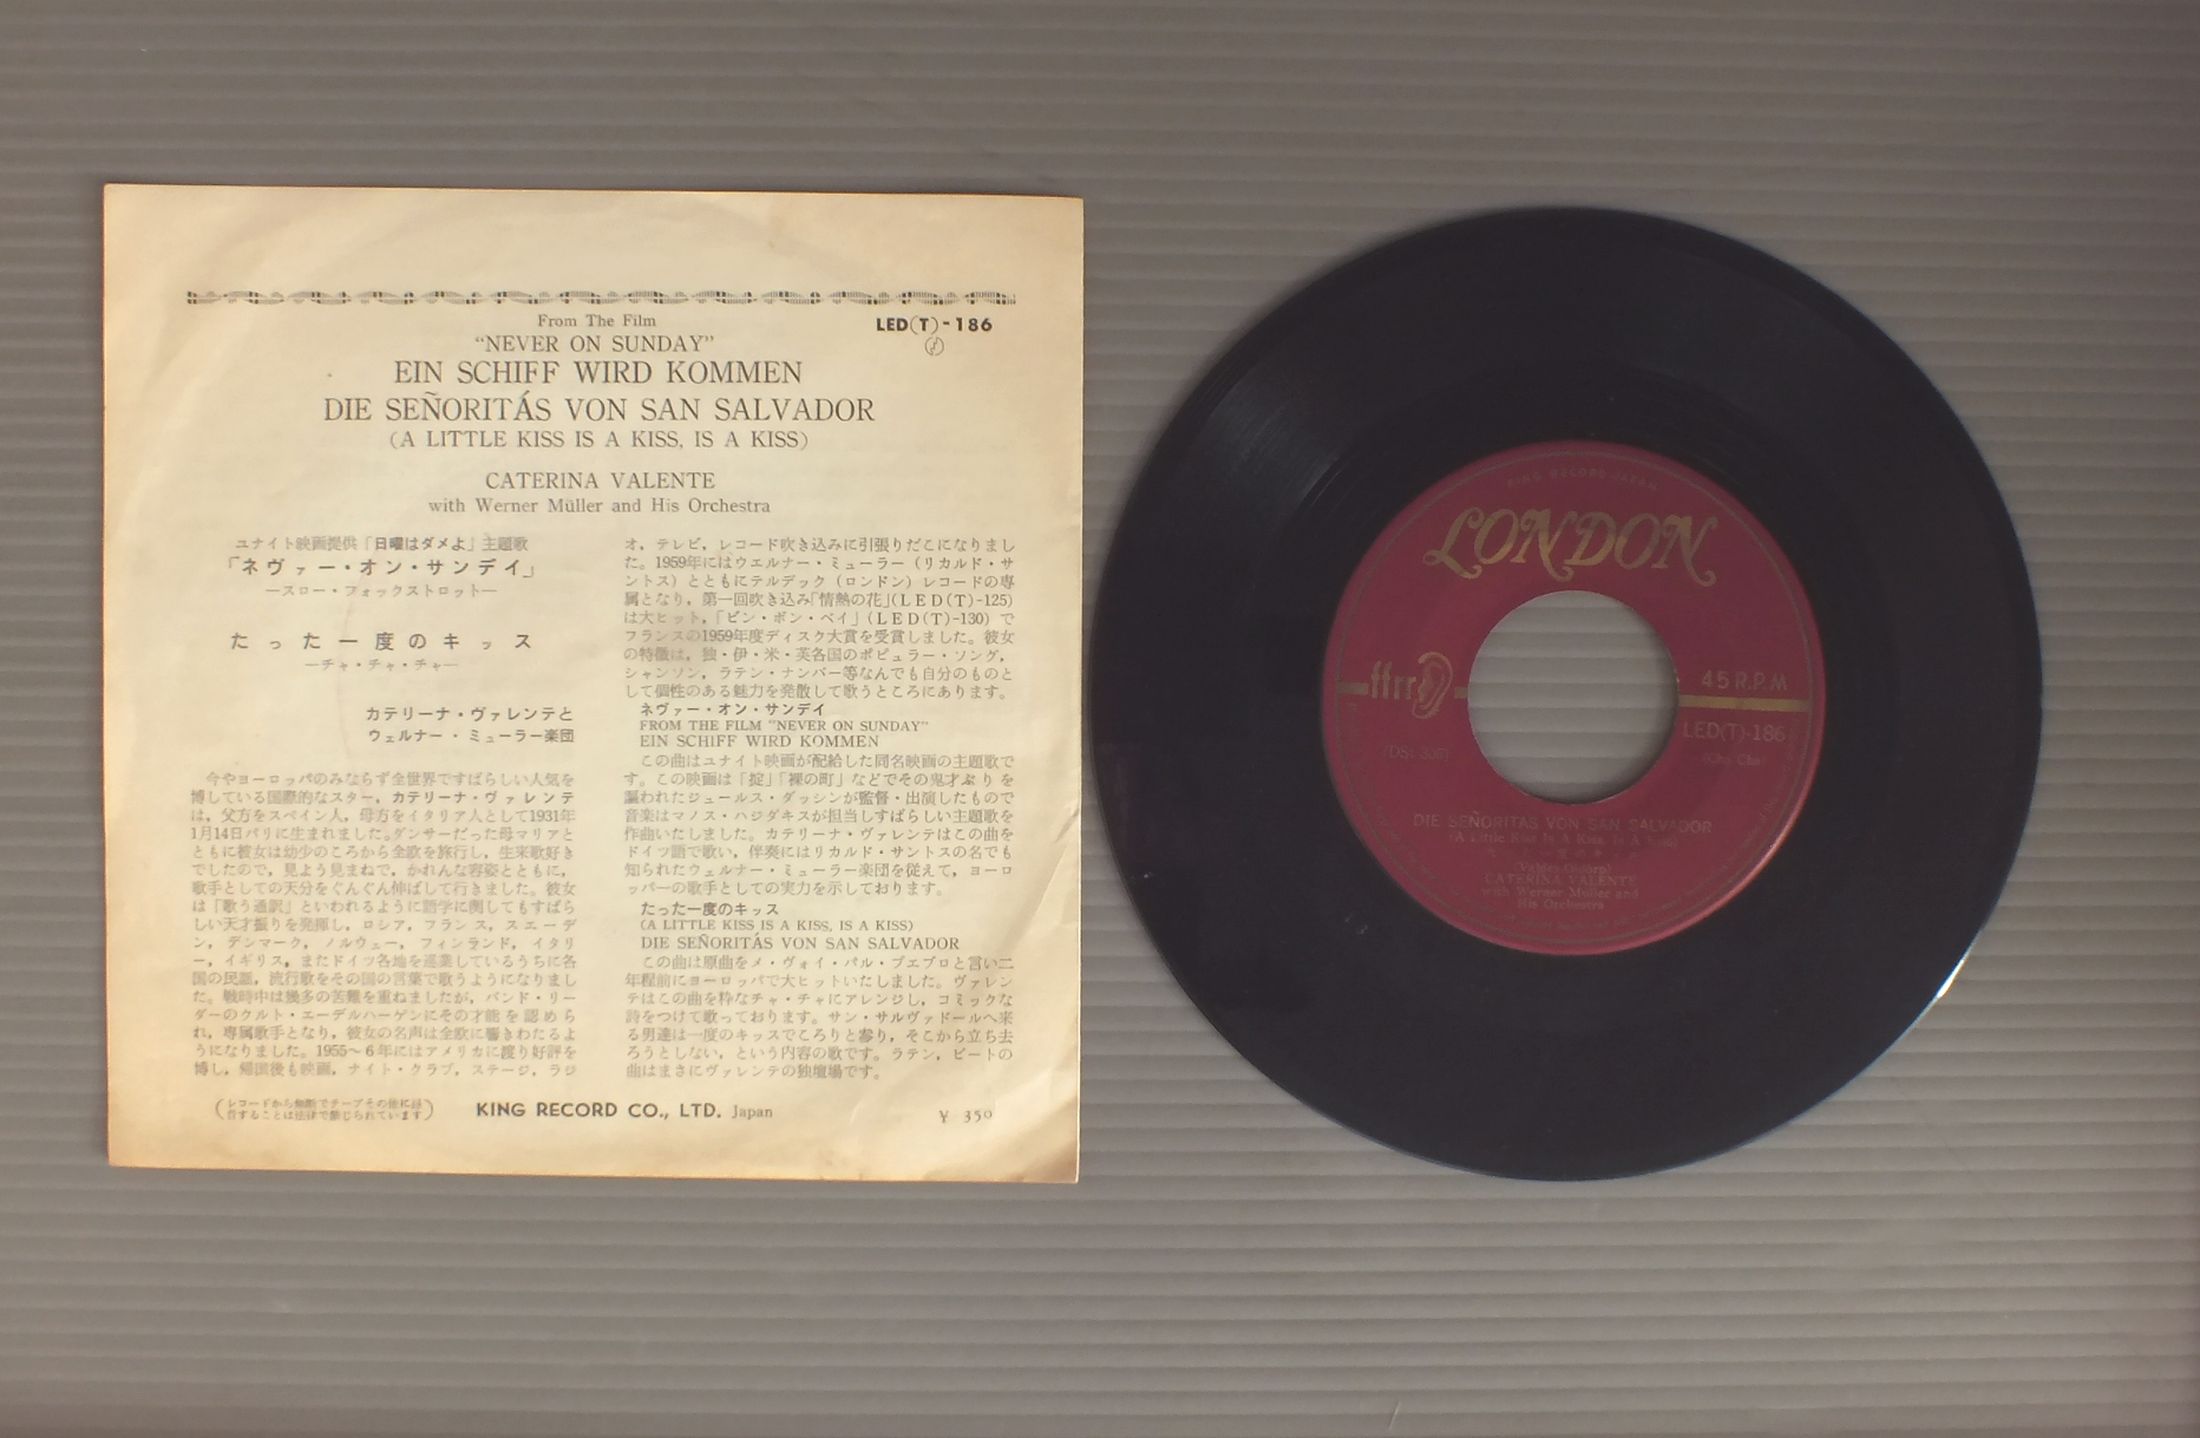 From The Film
“NEVER ON SUNDAY”
EIN SCHIFF WIRD KOMMEN
DIE SEÑORITÁS VON SAN SALVADOR
(A LITTLE KISS IS A KISS, IS A KISS)
LED(T)-186
CATERINA VALENTE
with Werner Müller and His Orchestra
ユナイト映画提供「日曜はダメよ」主題歌
「ネヴァー・オン・サンデイ」
―スロー・フォックストロット―
たった一度のキッス
―チャ・チャ・チャ―
カテリーナ・ヴァレンテと
ウェルナー・ミューラー楽団
今やヨーロッパのみならず全世界ですばらしい人気を
博している国際的なスター，カテリーナ・ヴァレンテ
は，父方をスペイン人，母方をイタリア人として1931年
1月14日パリに生まれました。ダンサーだった母マリアと
ともに彼女は幼少のころから全欧を旅行し，生来歌好き
でしたので，見よう見まねで，かれんな容姿とともに，
歌手としての天分をぐんぐん伸ばして行きました。彼女
は「歌う通訳」といわれるように語学に関してもすばら
しい天才振りを発揮し，ロシア，フランス，スエーデ
ン，デンマーク，ノルウェー，フィンランド，イタリ
ー，イギリス，またドイツ各地を巡業しているうちに各
国の民謡，流行歌をその国の言葉で歌うようになりまし
た。戦時中は幾多の苦難を重ねましたが，バンド・リー
ダーのクルト・エーデルハーゲンにその才能を認めら
れ，専属歌手となり，彼女の名声は全欧に響きわたるよ
うになりました。1955～6年にはアメリカに渡り好評を
博し，帰国後も映画，ナイト・クラブ，ステージ，ラジ
オ，テレビ，レコード吹き込みに引張りだこになりまし
た。1959年にはウエルナー・ミューラー（リカルド・サ
ントス）とともにテルデック（ロンドン）レコードの専
属となり，第一回吹き込み「情熱の花」(LED(T)-125)
は大ヒット，「ビン・ボン・ベイ」(LED(T)-130)で
フランスの1959年度ディスク大賞を受賞しました。彼女
の特徴は，独・伊・米・英各国のポピュラー・ソング，
シャンソン，ラテン・ナンバー等なんでも自分のものと
して個性のある魅力を発散して歌うところにあります。
ネヴァー・オン・サンデイ
FROM THE FILM “NEVER ON SUNDAY”
EIN SCHIFF WIRD KOMMEN
この曲はユナイト映画が配給した同名映画の主題歌で
す。この映画は「掟」「裸の町」などでその鬼才ぶりを
謳われたジュールス・ダッシンが監督・出演したもので
音楽はマノス・ハジダキスが担当しすばらしい主題歌を
作曲いたしました。カテリーナ・ヴァレンテはこの曲を
ドイツ語で歌い，伴奏にはリカルド・サントスの名でも
知られたウェルナー・ミューラー楽団を従えて，ヨーロ
ッパーの歌手としての実力を示しております。
たった一度のキッス
(A LITTLE KISS IS A KISS, IS A KISS)
DIE SEÑORITÁS VON SAN SALVADOR
この曲は原曲をメ・ヴォイ・パル・プエブロと言い二
年程前にヨーロッパで大ヒットいたしました。ヴァレン
テはこの曲を粋なチャ・チャにアレンジし，コミックな
詩をつけて歌っております。サン・サルヴァドールへ来
る男達は一度のキッスでころりと参り，そこから立ち去
ろうとしない，という内容の歌です。ラテン，ビートの
曲はまさにヴァレンテの独壇場です。
(レコードから無断でテープその他に録
音することは法律で禁じられています)
KING RECORD CO., LTD. Japan
¥ 350
KING RECORD JAPAN
LONDON
ffrr
45 R.P.M
LED(T)-186
(Cha Cha)
DIE SEÑORITAS VON SAN SALVADOR
(A Little Kiss Is A Kiss, Is A Kiss)
CATERINA VALENTE
with Werner Müller and
His Orchestra